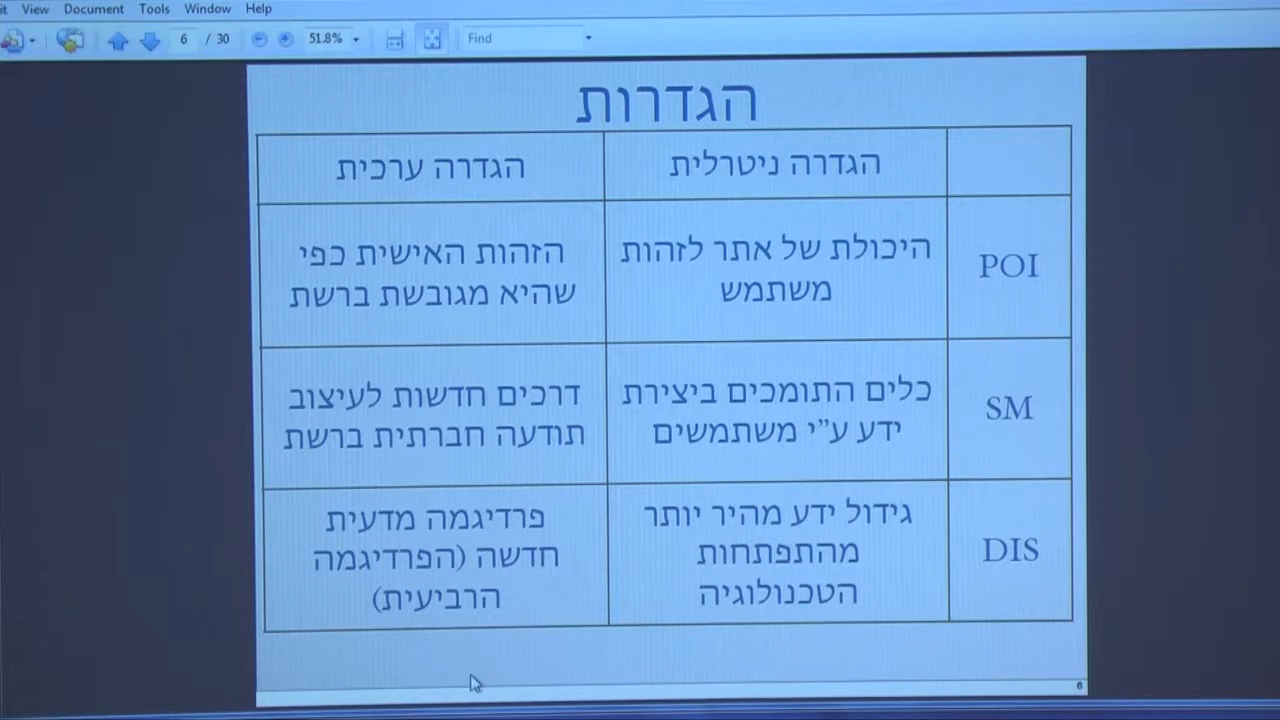 it View Document Tools Window Help
6 / 30 51.8% Find
הגדרות
הגדרה ניטרלית
הגדרה ערכית
POI
היכולת של אתר לזהות
משתמש
הזהות האישית כפי
שהיא מגובשת ברשת
SM
כלים התומכים ביצירת
ידע ע"י משתמשים
דרכים חדשות לעיצוב
תודעה חברתית ברשת
DIS
גידול ידע מהיר יותר
מהתפתחות
הטכנולוגיה
פרדיגמה מדעית
חדשה (הפרדיגמה
הרביעית)
6